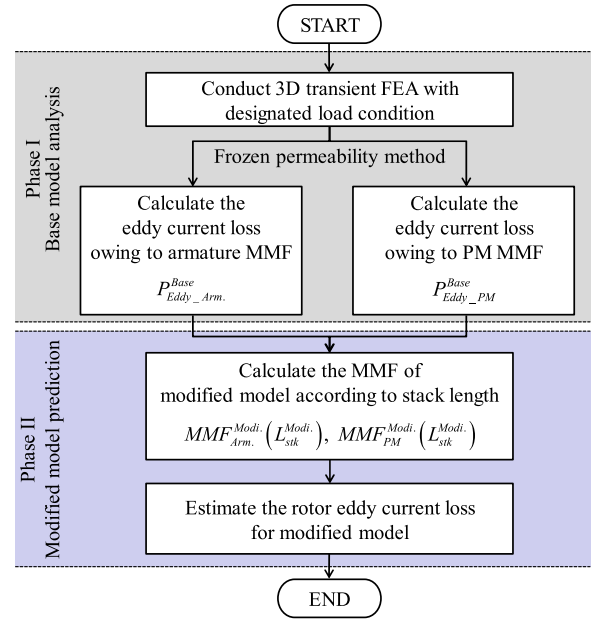 START
Phase I
Base model analysis
Conduct 3D transient FEA with
designated load condition
Frozen permeability method
Calculate the
eddy current loss
owing to armature MMF
P^{Base}_{Eddy_Arm.}
Calculate the
eddy current loss
owing to PM MMF
P^{Base}_{Eddy_PM}
Phase II
Modified model prediction
Calculate the MMF of
modified model according to stack length
MMF^{Modi.}_{Arm.}(L^{Modi.}_{stk}), MMF^{Modi.}_{PM}(L^{Modi.}_{stk})
Estimate the rotor eddy current loss
for modified model
END